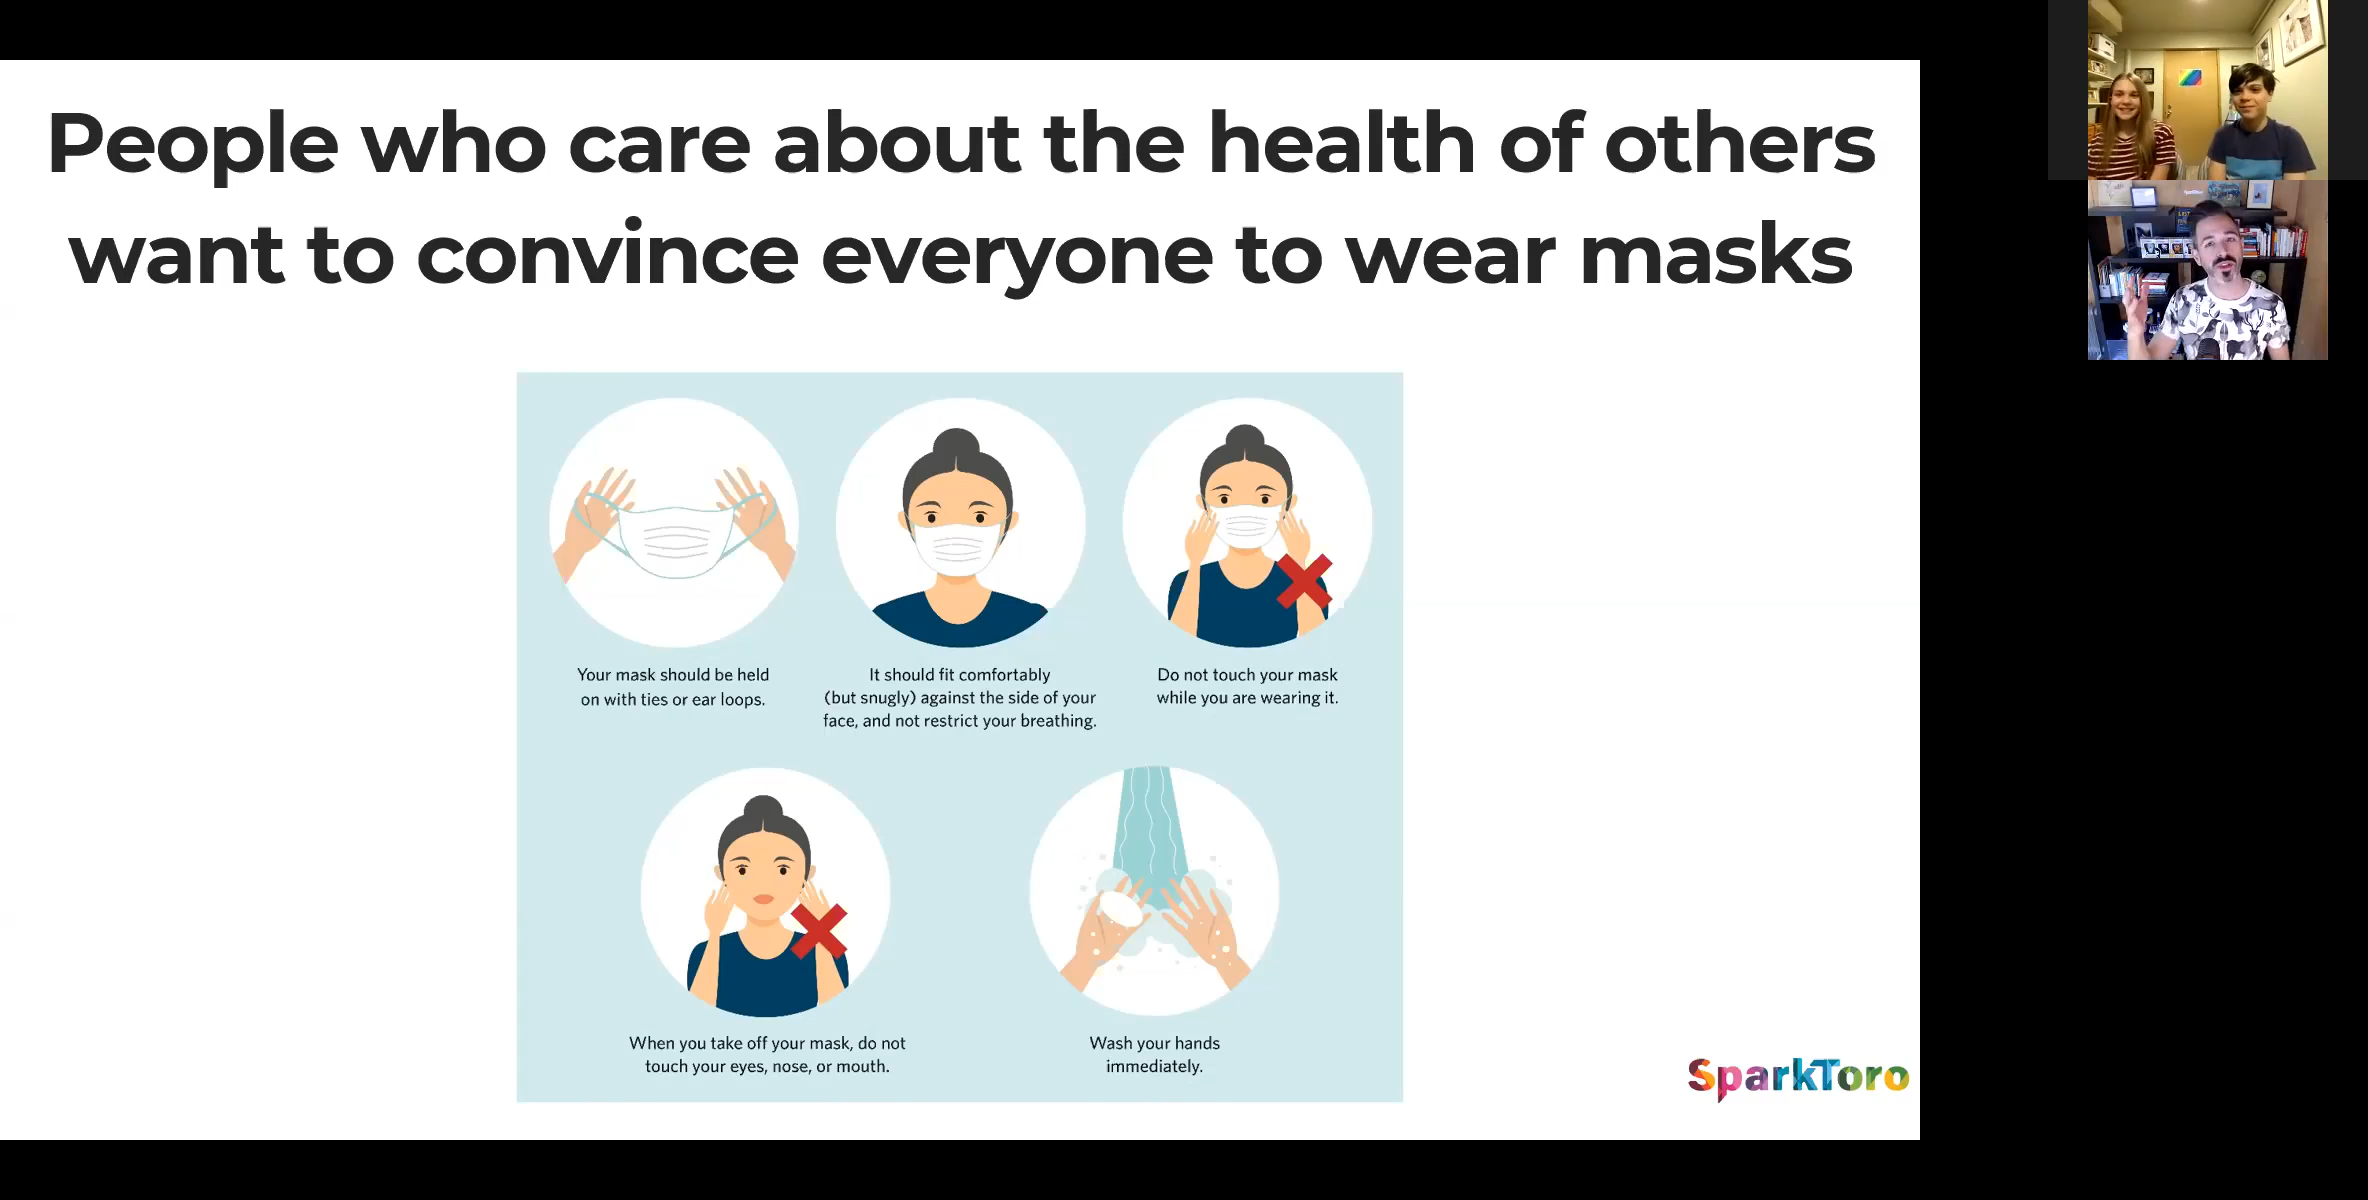 People who care about the health of others
want to convince everyone to wear masks
Your mask should be held
on with ties or ear loops.
It should fit comfortably
(but snugly) against the side of your
face, and not restrict your breathing.
Do not touch your mask
while you are wearing it.
When you take off your mask, do not
touch your eyes, nose, or mouth.
Wash your hands
immediately.
SparkToro